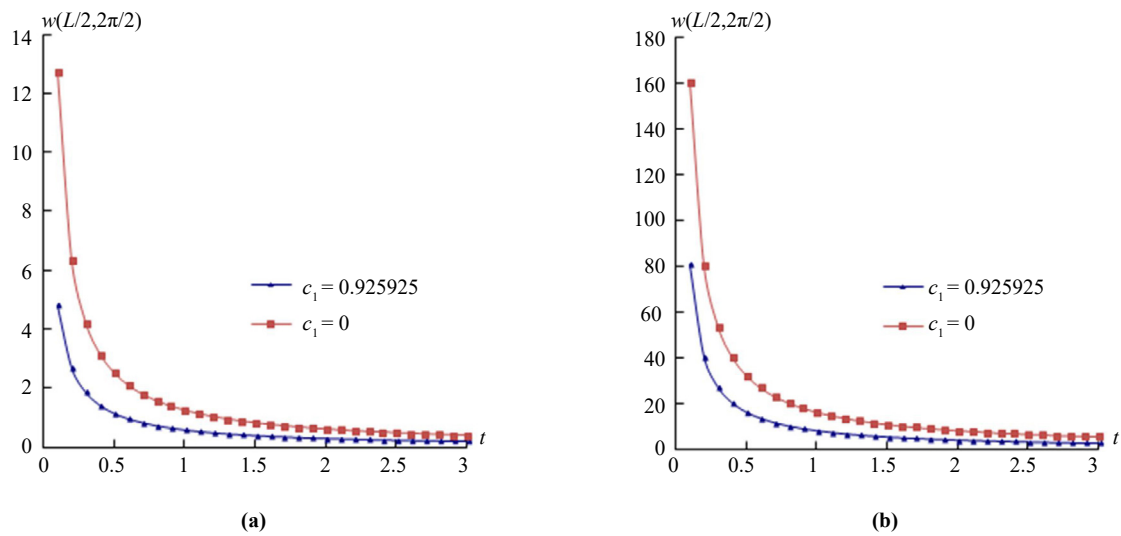 w(L/2,2π/2)
14
12
10
8
6
4
2
0
0 0.5 1 1.5 2 2.5 3
t
c₁ = 0.925925
c₁ = 0
(a)
w(L/2,2π/2)
180
160
140
120
100
80
60
40
20
0
0 0.5 1 1.5 2 2.5 3
t
c₁ = 0.925925
c₁ = 0
(b)